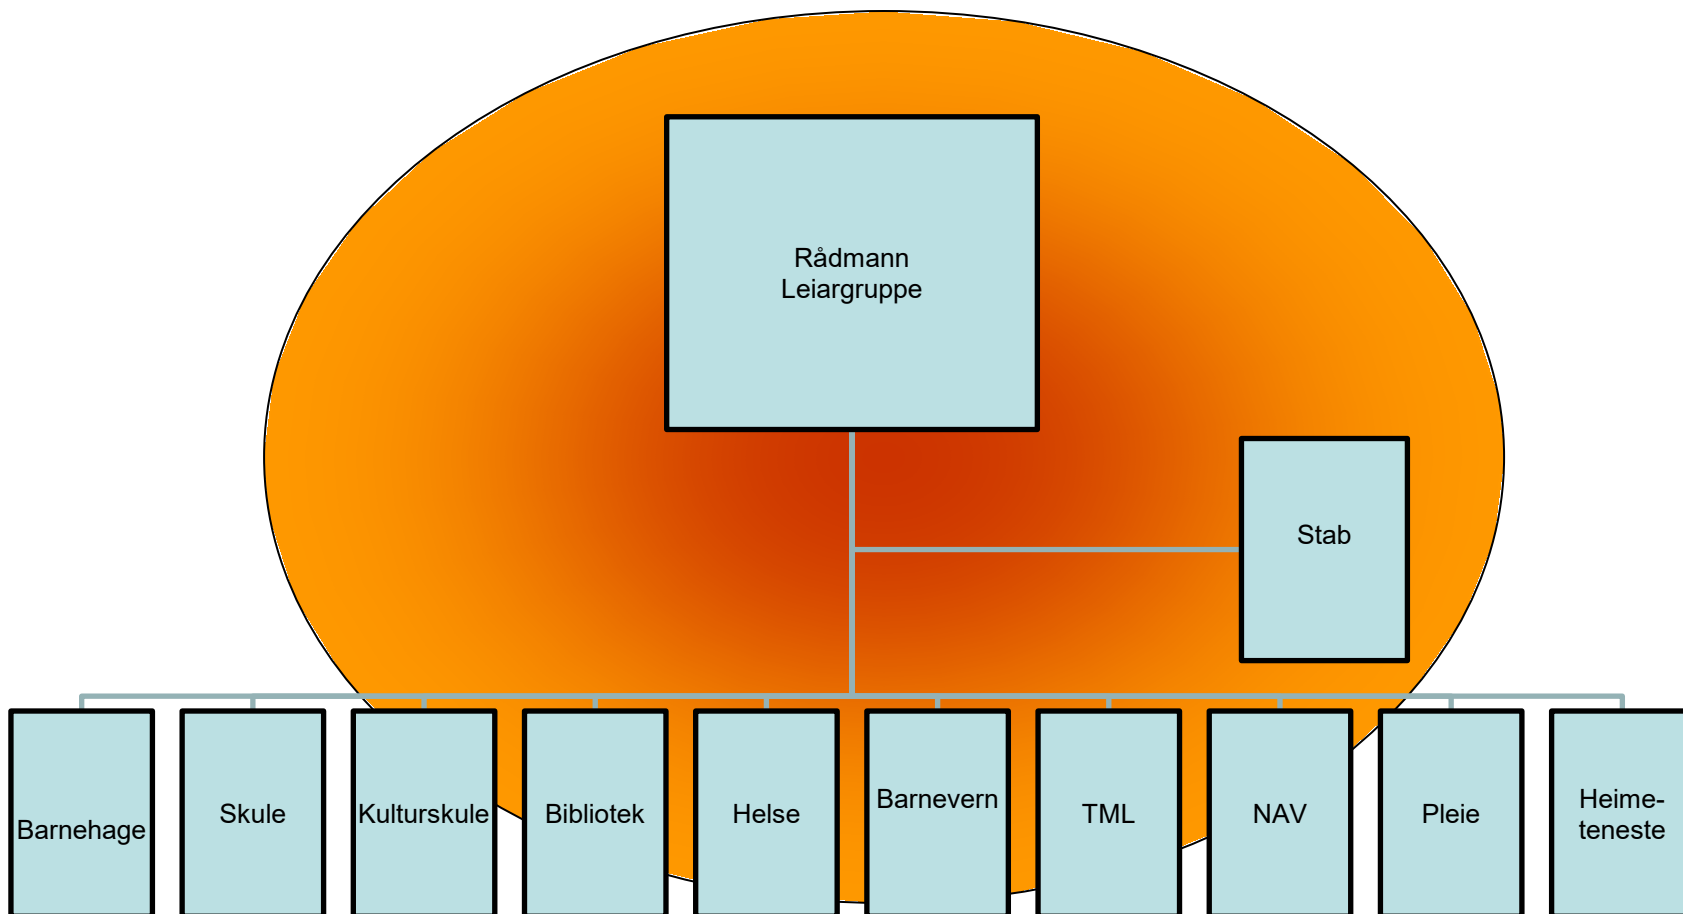 Rådmann
Leiargruppe
Stab
Barnehage
Skule
Kulturskule
Bibliotek
Helse
Barnevern
TML
NAV
Pleie
Heime-
teneste